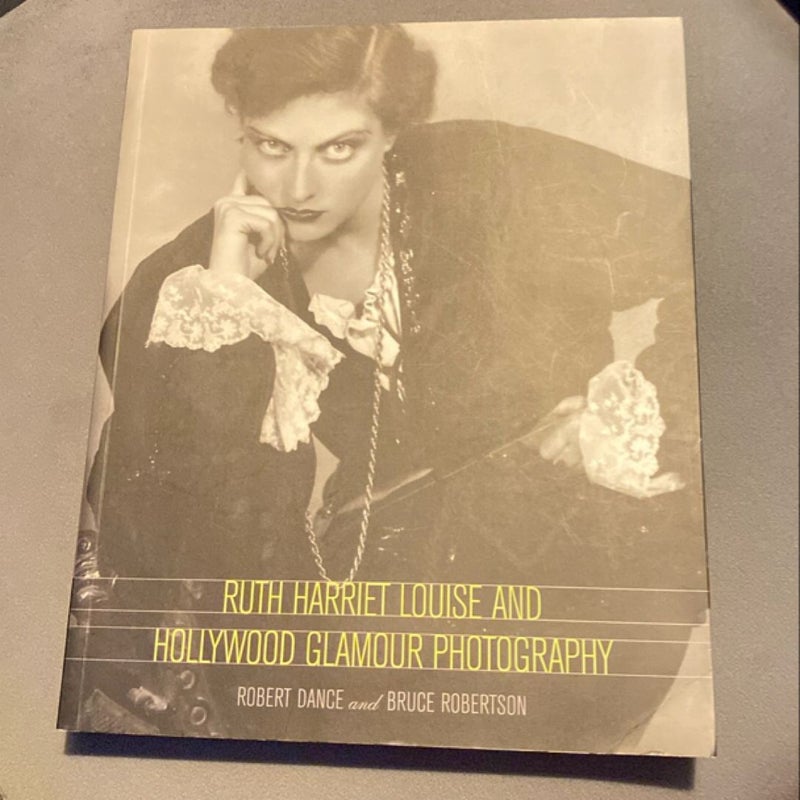 RUTH HARRIET LOUISE AND
HOLLYWOOD GLAMOUR PHOTOGRAPHY
ROBERT DANCE and BRUCE ROBERTSON